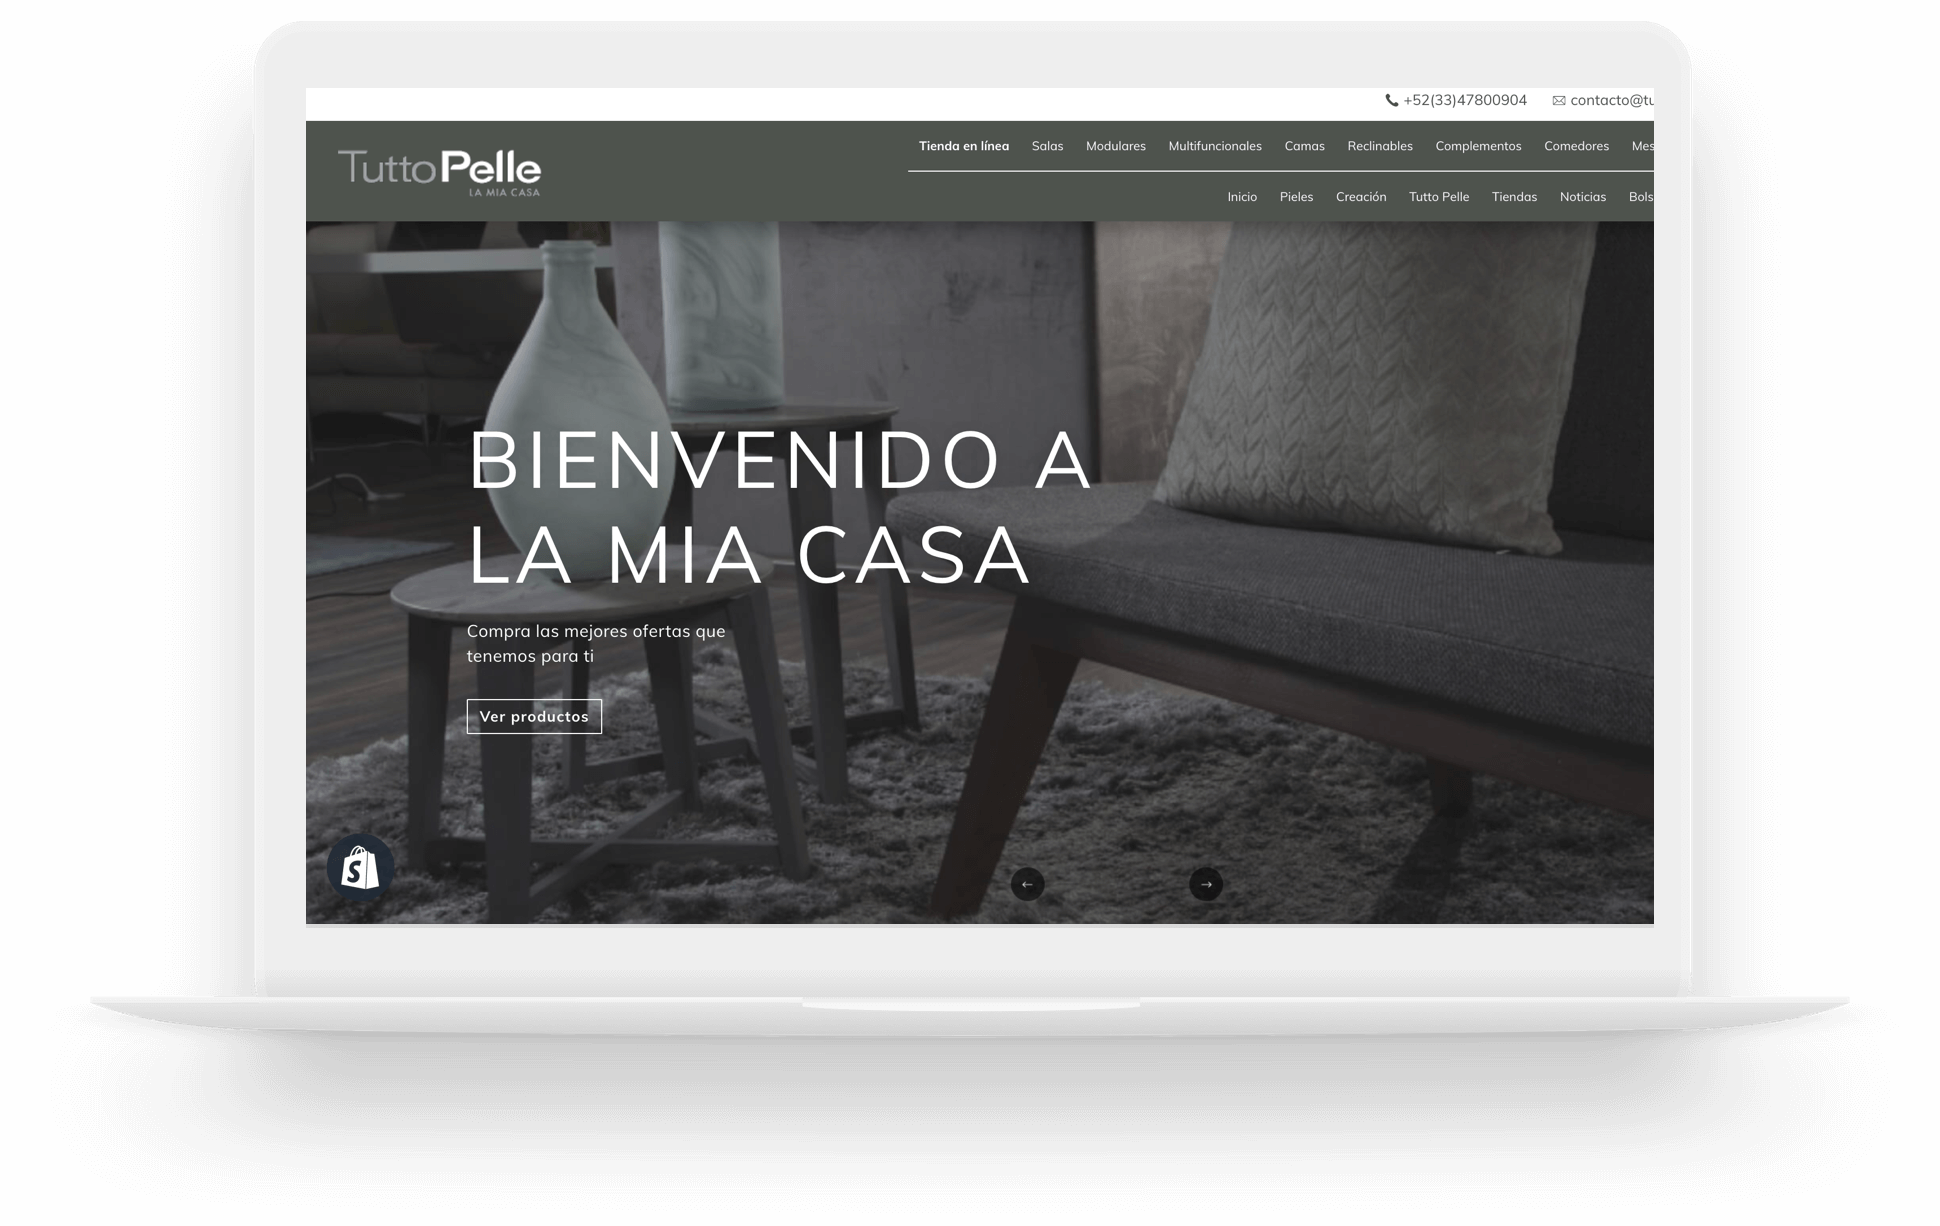 +52(33)47800904 contacto@tu
Tienda en línea Salas Modulares Multifuncionales Camas Reclinables Complementos Comedores Mes
TuttoPelle
LA MIA CASA
Inicio Pieles Creación Tutto Pelle Tiendas Noticias Bols
BIENVENIDO A
LA MIA CASA
Compra las mejores ofertas que
tenemos para ti
Ver productos
S